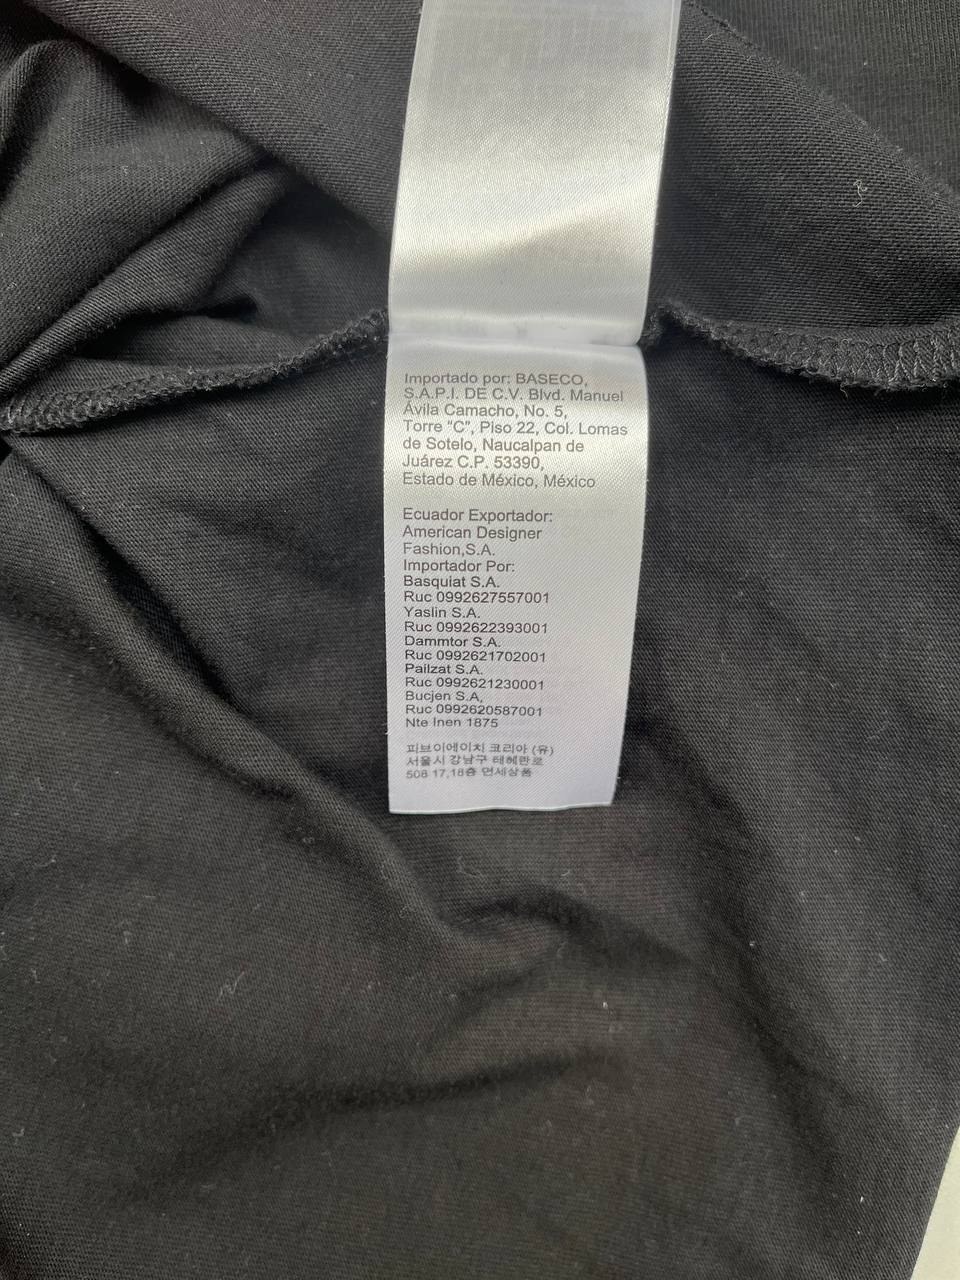 Importado por: BASECO,
S.A.P.I. DE C.V. Blvd. Manuel
Ávila Camacho, No. 5,
Torre "C", Piso 22, Col. Lomas
de Sotelo, Naucalpan de
Juárez C.P. 53390,
Estado de México, México
Ecuador Exportador:
American Designer
Fashion,S.A.
Importador Por:
Basquiat S.A.
Ruc 0992627557001
Yaslin S.A.
Ruc 0992622393001
Dammtor S.A.
Ruc 0992621702001
Pailzat S.A.
Ruc 0992621230001
Bucjen S.A,
Ruc 0992620587001
Nte Inen 1875
피브이에이치 코리아 (유)
서울시 강남구 테헤란로
508 17,18층 면세상품